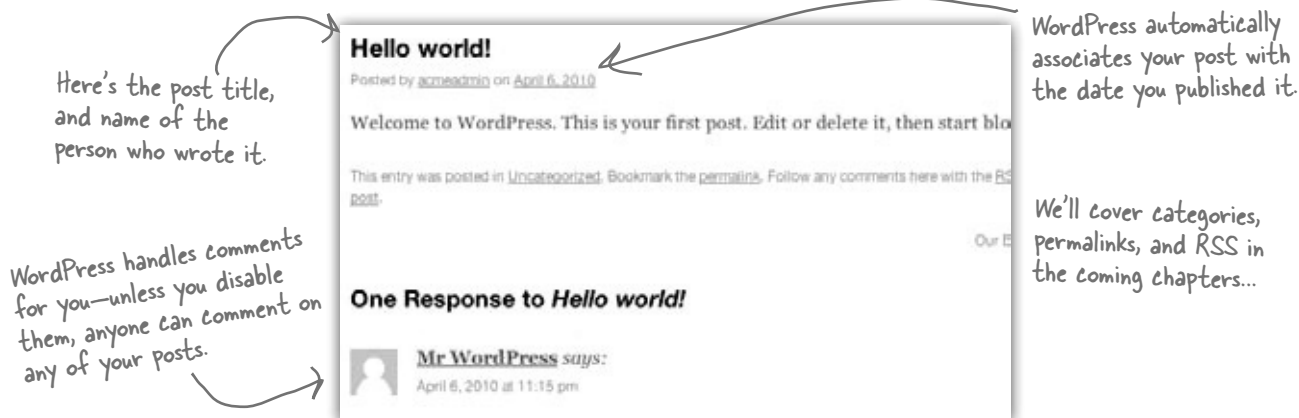 Here's the post title,
and name of the
person who wrote it.
Hello world!
Posted by acmeadmin on April 6, 2010
Welcome to WordPress. This is your first post. Edit or delete it, then start blo
This entry was posted in Uncategorized. Bookmark the permalink. Follow any comments here with the RS
post.
Our E
WordPress automatically
associates your post with
the date you published it.
We'll cover categories,
permalinks, and RSS in
the coming chapters...
WordPress handles comments
for you—unless you disable
them, anyone can comment on
any of your posts.
One Response to Hello world!
Mr WordPress says:
April 6, 2010 at 11:15 pm